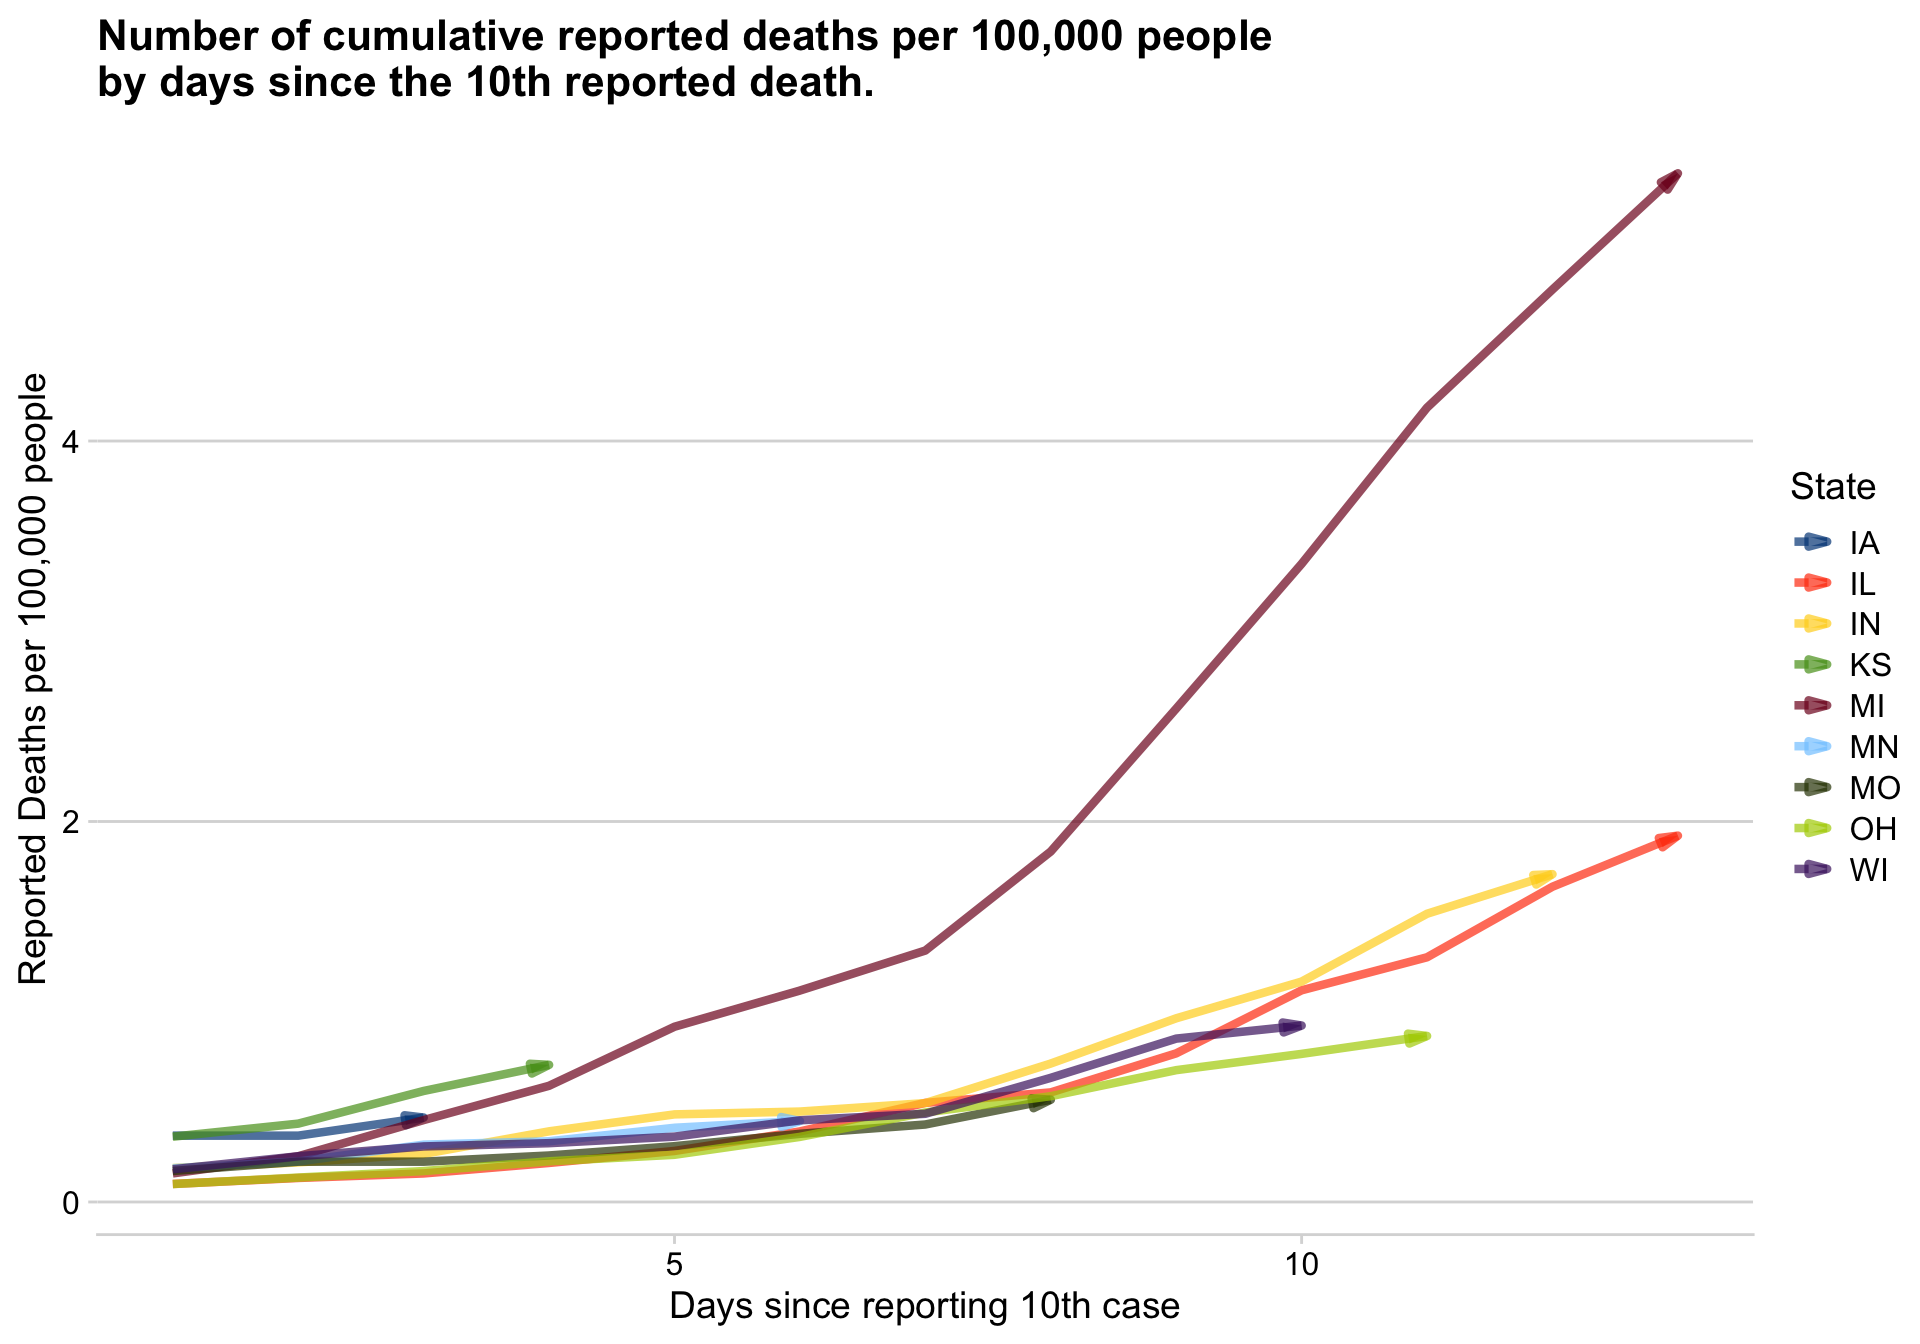 Number of cumulative reported deaths per 100,000 people
by days since the 10th reported death.
Reported Deaths per 100,000 people
4
2
0
5
10
Days since reporting 10th case
State
IA
IL
IN
KS
MI
MN
MO
OH
WI